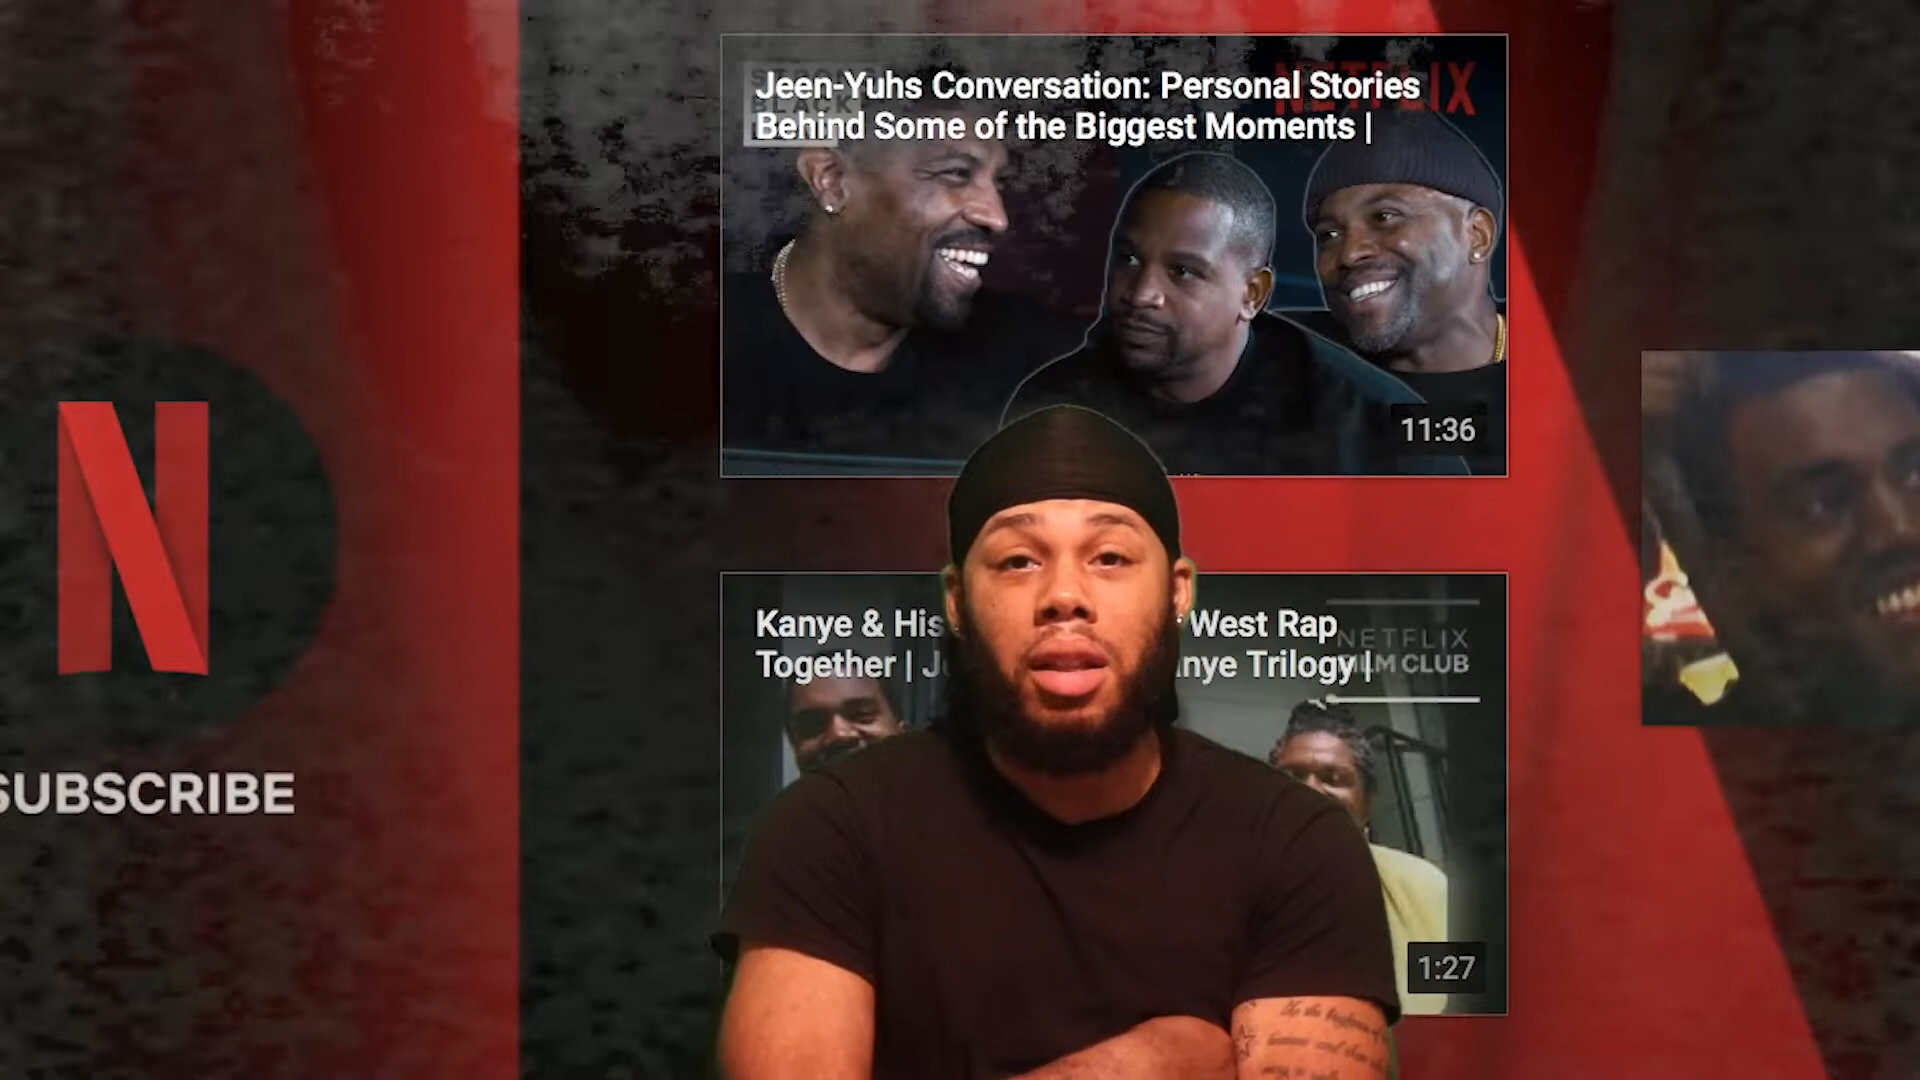 Jeen-Yuhs Conversation: Personal Stories
Behind Some of the Biggest Moments |
NETFLIX
11:36
N
SUBSCRIBE
Kanye & His West Rap
Together | Trilogy |
NETFLIX
FILM CLUB
1:27